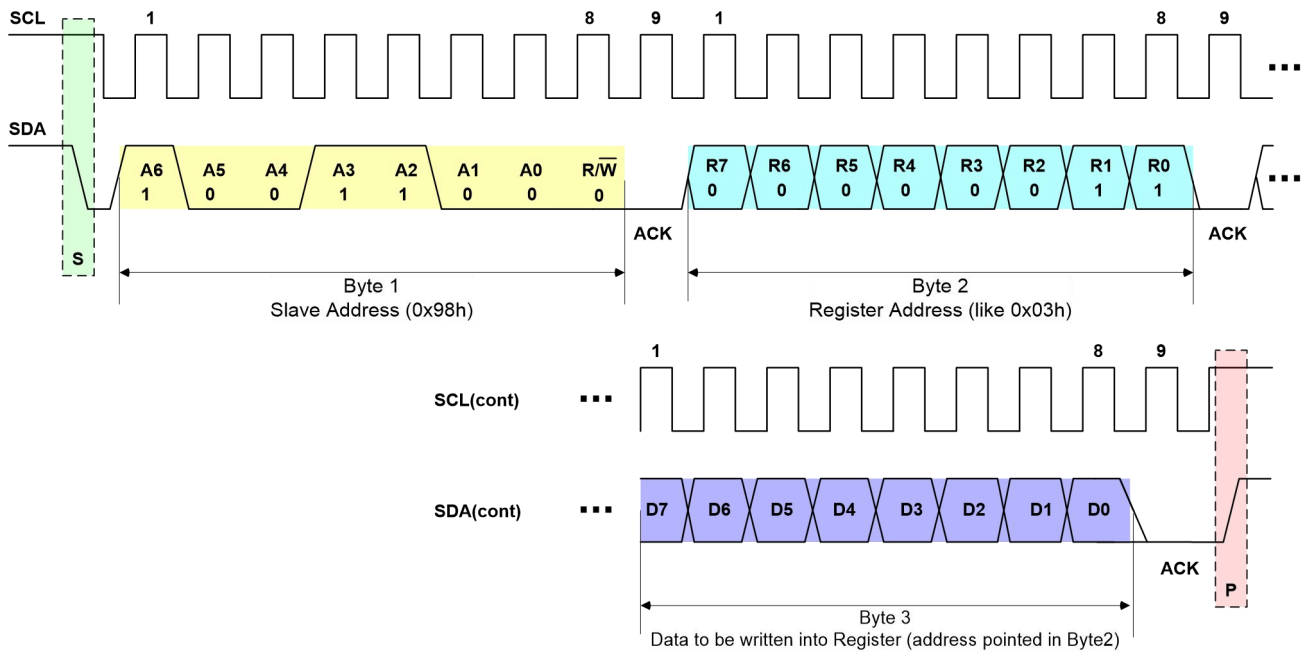 SCL 1 8 9 1 8 9
...
SDA
A6 A5 A4 A3 A2 A1 A0 R/W̅ R7 R6 R5 R4 R3 R2 R1 R0
1 0 0 1 1 0 0 0 0 0 0 0 0 0 1 1
...
S ACK ACK
Byte 1 Byte 2
Slave Address (0x98h) Register Address (like 0x03h)
1 8 9
SCL(cont) ...
SDA(cont) ... D7 D6 D5 D4 D3 D2 D1 D0
ACK
P
Byte 3
Data to be written into Register (address pointed in Byte2)